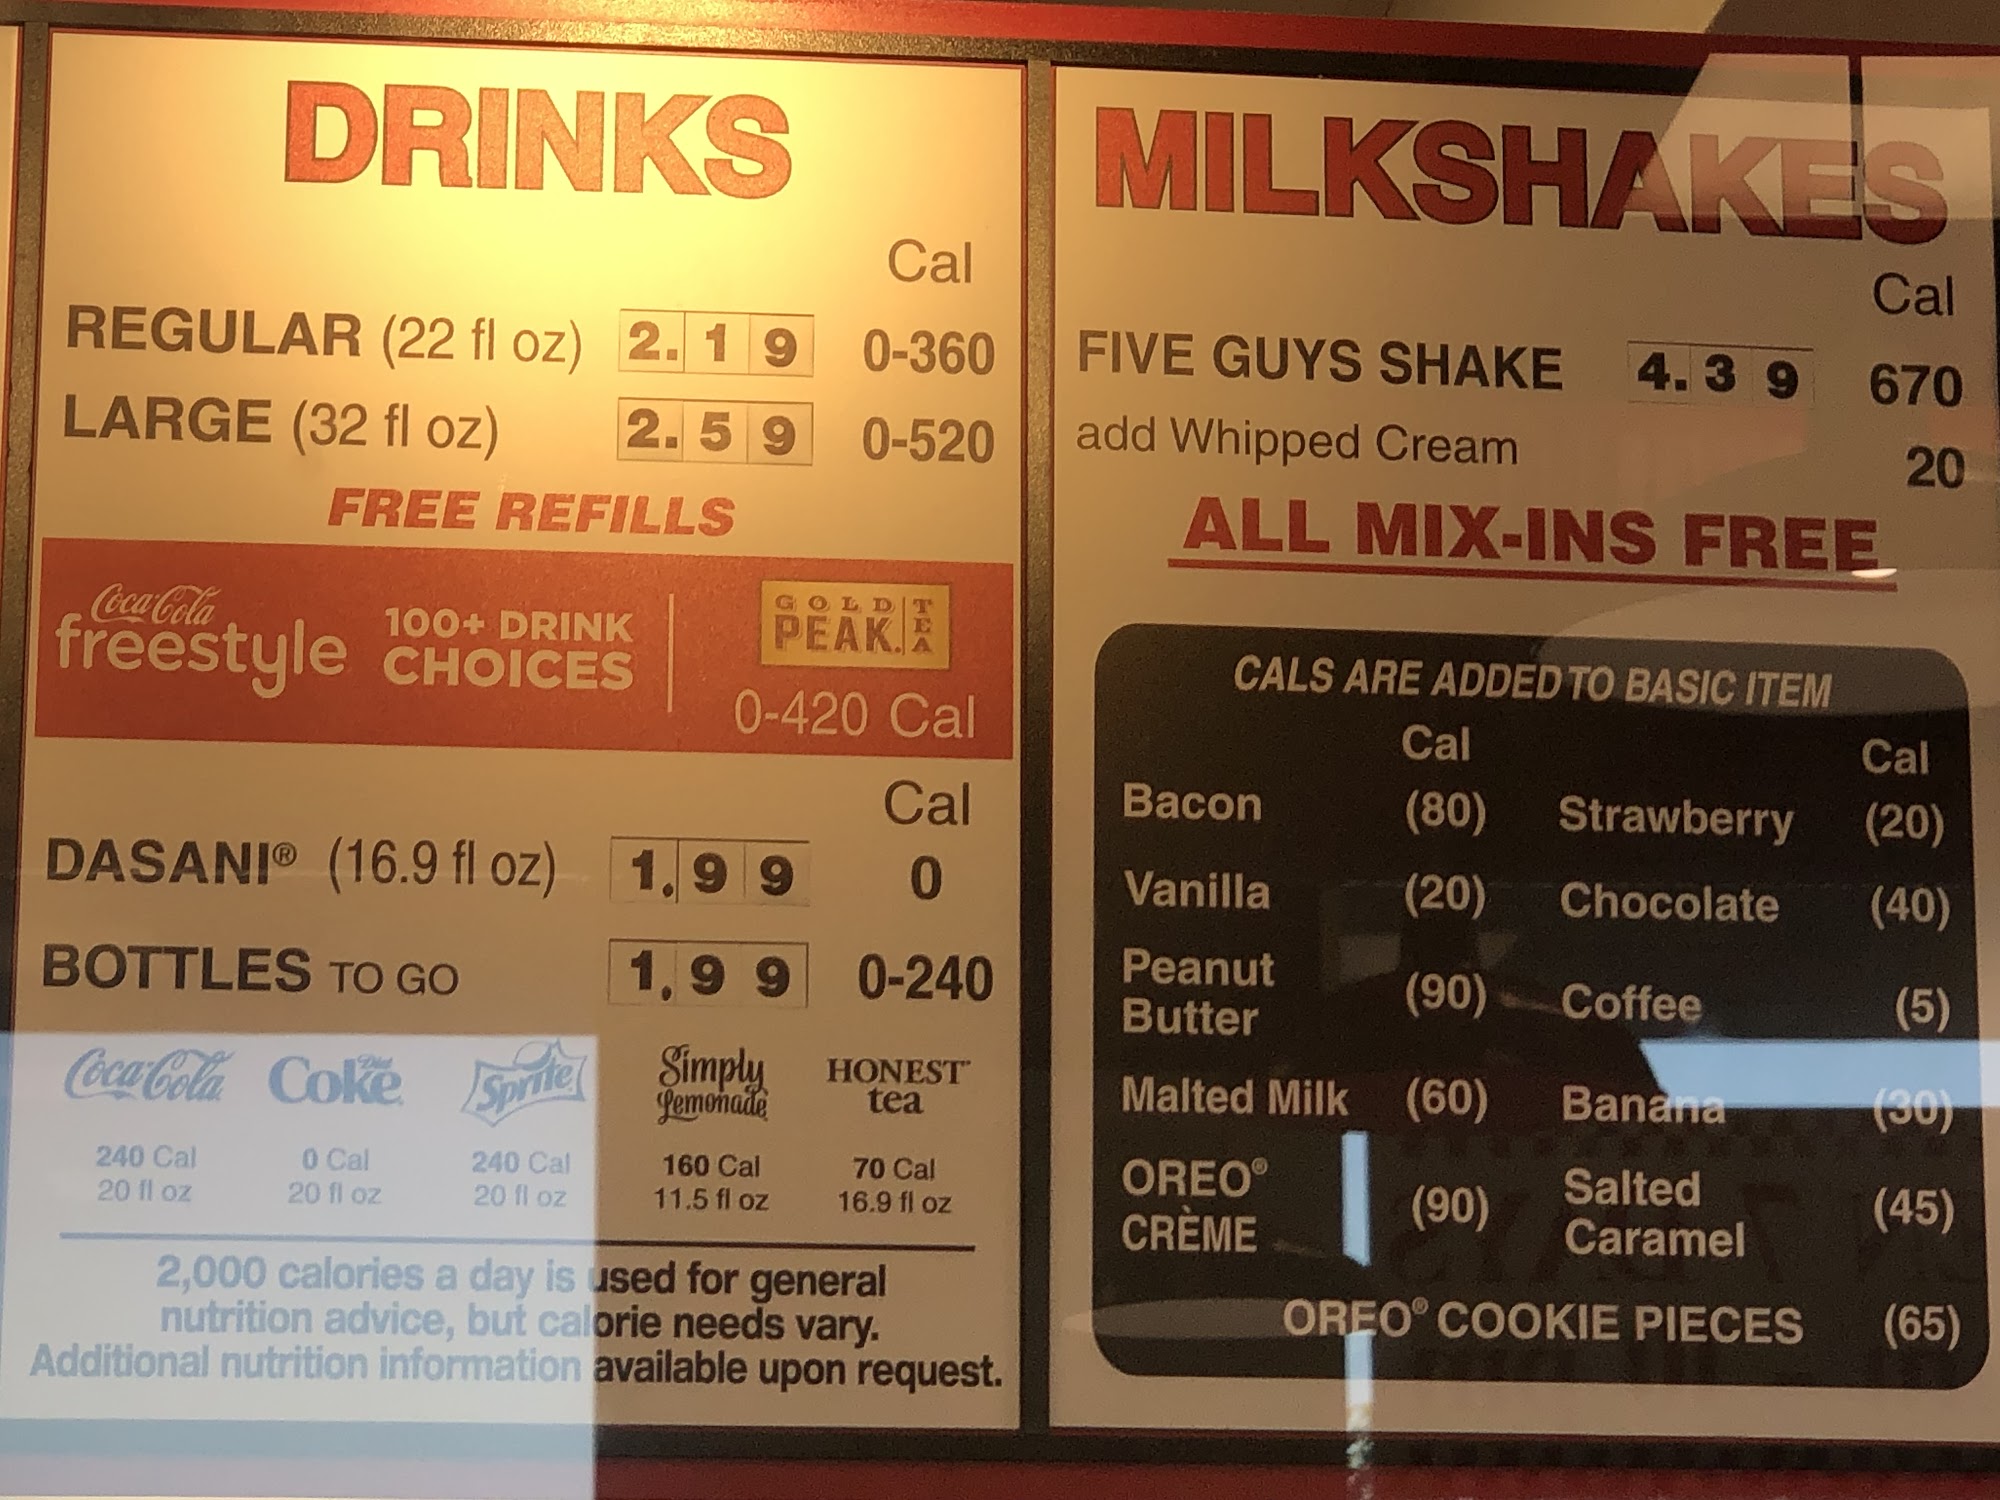 DRINKS
Cal
REGULAR (22 fl oz) 2.19 0-360
LARGE (32 fl oz) 2.59 0-520
FREE REFILLS
Coca-Cola
freestyle
100+ DRINK
CHOICES
GOLD
PEAK.
TEA
0-420 Cal
Cal
DASANI® (16.9 fl oz) 1.99 0
BOTTLES TO GO 1.99 0-240
Coca-Cola Diet Coke Sprite Simply Lemonade HONEST tea
240 Cal 0 Cal 240 Cal 160 Cal 70 Cal
20 fl oz 20 fl oz 20 fl oz 11.5 fl oz 16.9 fl oz
2,000 calories a day is used for general
nutrition advice, but calorie needs vary.
Additional nutrition information available upon request.
MILKSHAKES
Cal
FIVE GUYS SHAKE 4.39 670
add Whipped Cream 20
ALL MIX-INS FREE
CALS ARE ADDED TO BASIC ITEM
Cal Cal
Bacon (80) Strawberry (20)
Vanilla (20) Chocolate (40)
Peanut
Butter (90) Coffee (5)
Malted Milk (60) Banana (30)
OREO®
CRÈME (90) Salted
Caramel (45)
OREO® COOKIE PIECES (65)